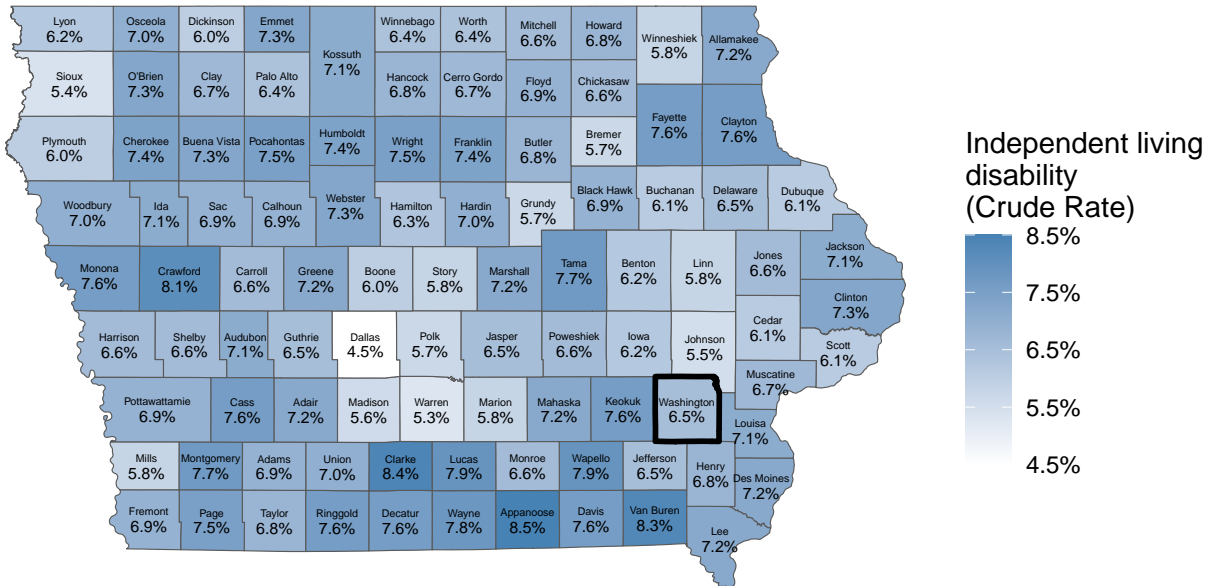 Lyon
6.2%
Osceola
7.0%
Dickinson
6.0%
Emmet
7.3%
Kossuth
7.1%
Winnebago
6.4%
Worth
6.4%
Mitchell
6.6%
Howard
6.8%
Winneshiek
5.8%
Allamakee
7.2%
Sioux
5.4%
O'Brien
7.3%
Clay
6.7%
Palo Alto
6.4%
Hancock
6.8%
Cerro Gordo
6.7%
Floyd
6.9%
Chickasaw
6.6%
Fayette
7.6%
Clayton
7.6%
Plymouth
6.0%
Cherokee
7.4%
Buena Vista
7.3%
Pocahontas
7.5%
Humboldt
7.4%
Wright
7.5%
Franklin
7.4%
Butler
6.8%
Bremer
5.7%
Woodbury
7.0%
Ida
7.1%
Sac
6.9%
Calhoun
6.9%
Webster
7.3%
Hamilton
6.3%
Hardin
7.0%
Grundy
5.7%
Black Hawk
6.9%
Buchanan
6.1%
Delaware
6.5%
Dubuque
6.1%
Monona
7.6%
Crawford
8.1%
Carroll
6.6%
Greene
7.2%
Boone
6.0%
Story
5.8%
Marshall
7.2%
Tama
7.7%
Benton
6.2%
Linn
5.8%
Jones
6.6%
Jackson
7.1%
Clinton
7.3%
Harrison
6.6%
Shelby
6.6%
Audubon
7.1%
Guthrie
6.5%
Dallas
4.5%
Polk
5.7%
Jasper
6.5%
Poweshiek
6.6%
Iowa
6.2%
Johnson
5.5%
Cedar
6.1%
Scott
6.1%
Muscatine
6.7%
Pottawattamie
6.9%
Cass
7.6%
Adair
7.2%
Madison
5.6%
Warren
5.3%
Marion
5.8%
Mahaska
7.2%
Keokuk
7.6%
Washington
6.5%
Louisa
7.1%
Mills
5.8%
Montgomery
7.7%
Adams
6.9%
Union
7.0%
Clarke
8.4%
Lucas
7.9%
Monroe
6.6%
Wapello
7.9%
Jefferson
6.5%
Henry
6.8%
Des Moines
7.2%
Fremont
6.9%
Page
7.5%
Taylor
6.8%
Ringgold
7.6%
Decatur
7.6%
Wayne
7.8%
Appanoose
8.5%
Davis
7.6%
Van Buren
8.3%
Lee
7.2%
Independent living
disability
(Crude Rate)
8.5%
7.5%
6.5%
5.5%
4.5%